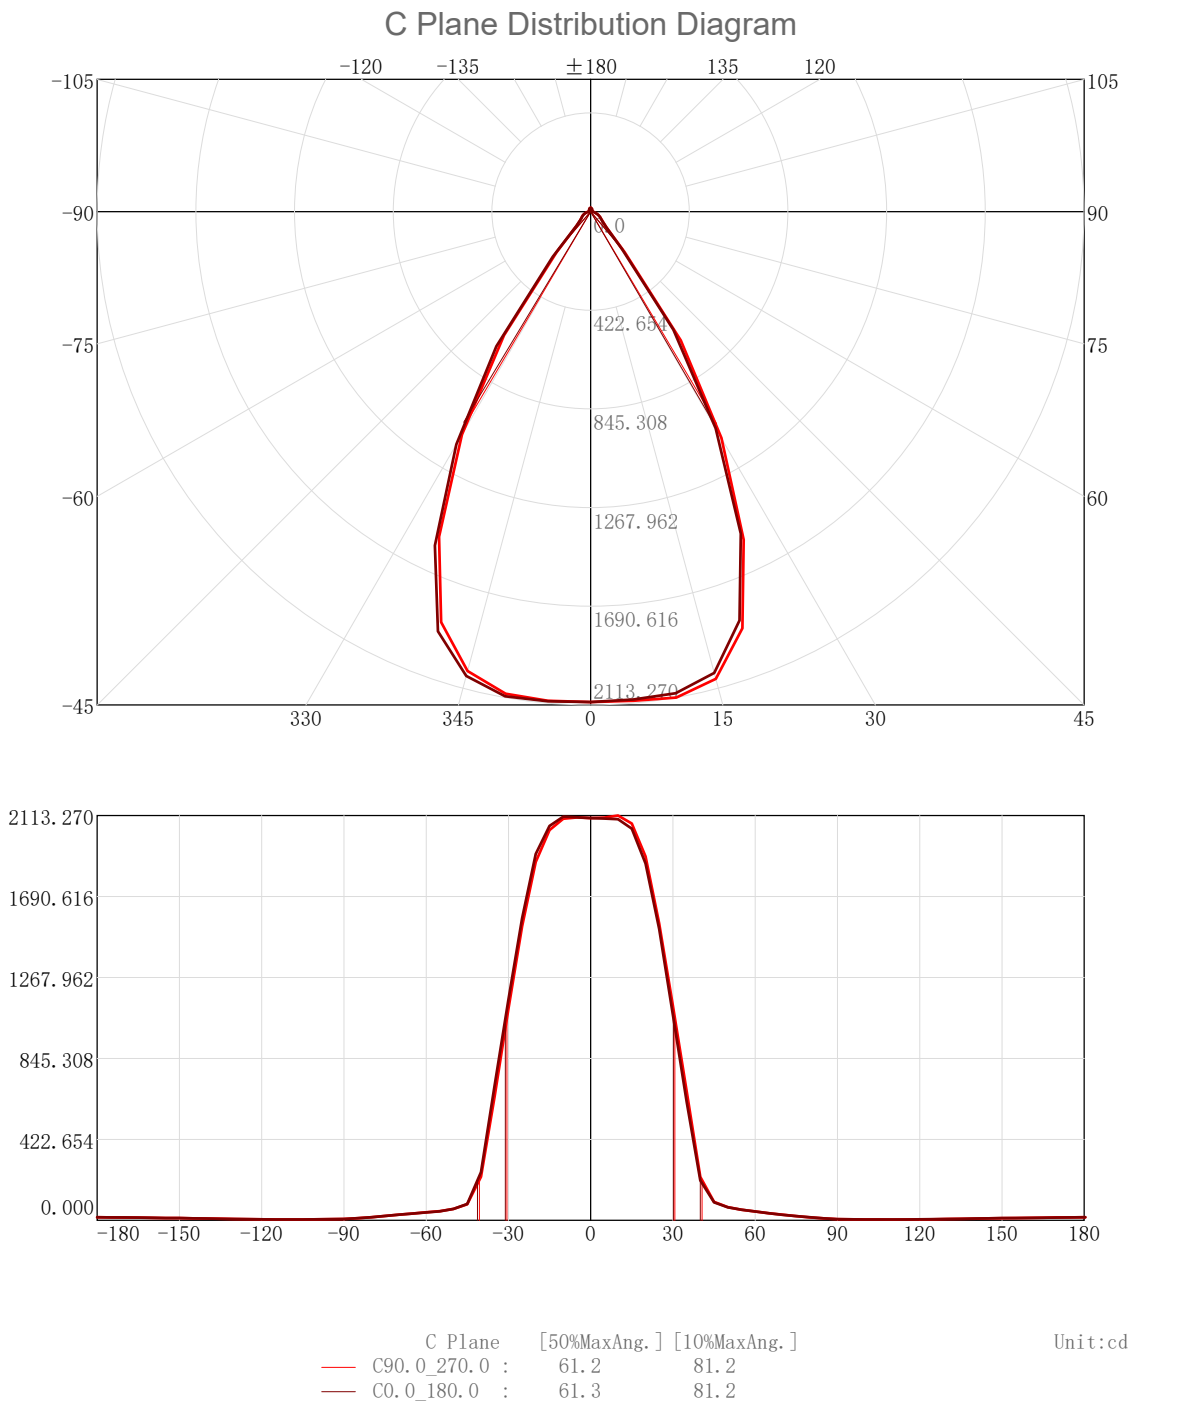 C Plane Distribution Diagram
-120 -135 ±180 135 120
-105 105
-90 90
0.0
422.654
-75 75
845.308
-60 60
1267.962
1690.616
2113.270
-45
330 345 0 15 30 45
2113.270
1690.616
1267.962
845.308
422.654
0.000
-180 -150 -120 -90 -60 -30 0 30 60 90 120 150 180
C Plane [50%MaxAng.] [10%MaxAng.] Unit:cd
C90.0_270.0 : 61.2 81.2
C0.0_180.0 : 61.3 81.2